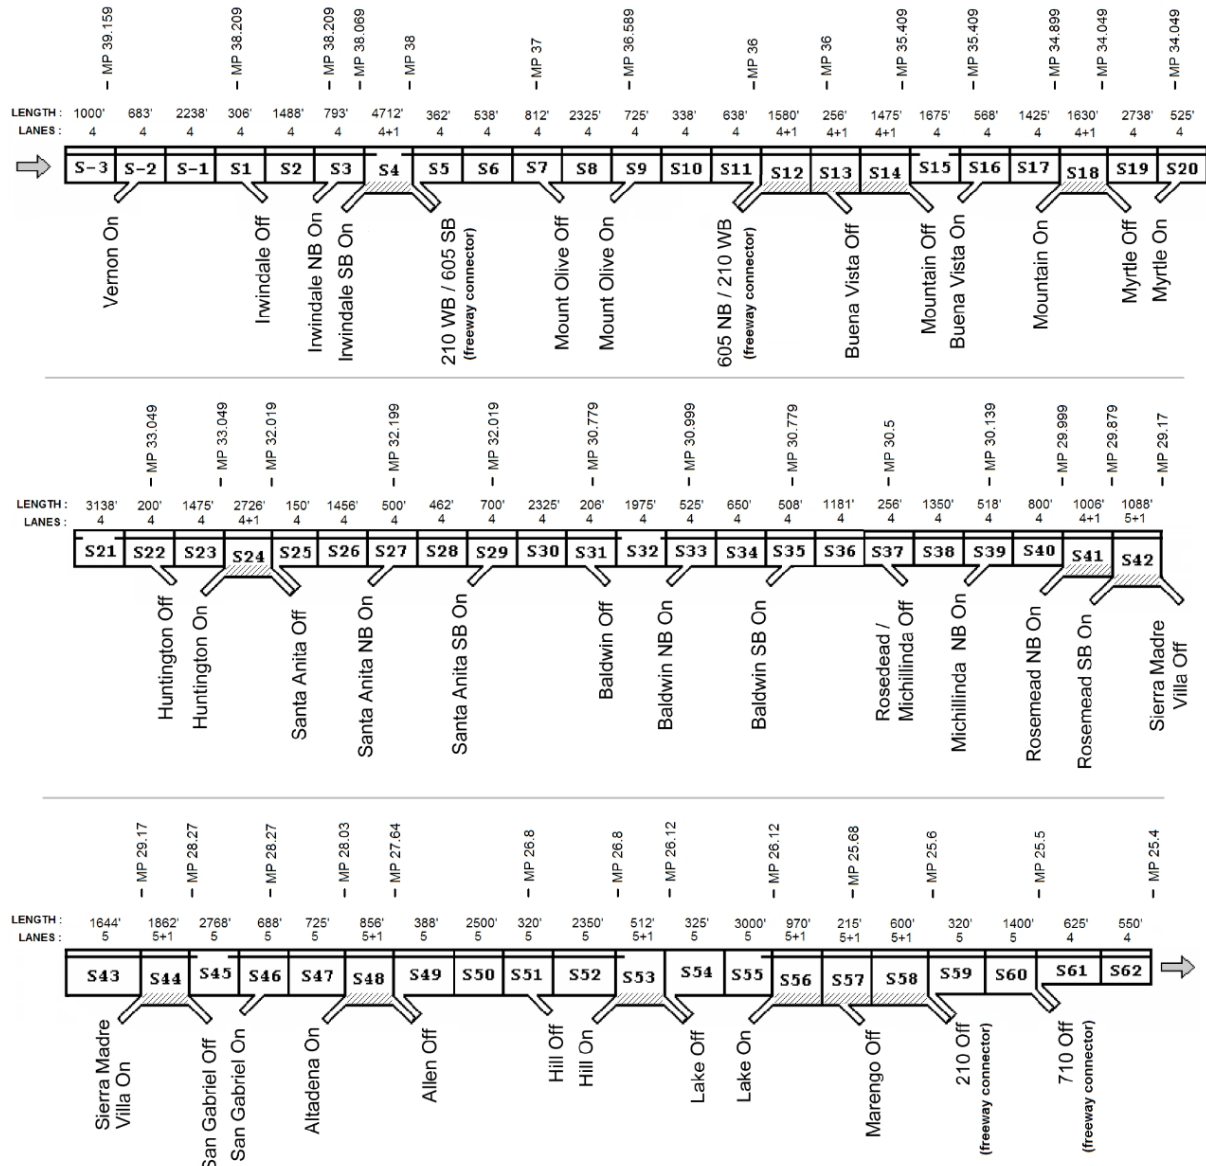 MP 39.159 MP 38.209 MP 38.209 MP 38.069 MP 38 MP 37 MP 36.589 MP 36 MP 36 MP 35.409 MP 35.409 MP 34.899 MP 34.049 MP 34.049
LENGTH : 1000' 683' 2238' 306' 1488' 793' 4712' 362' 538' 812' 2325' 725' 338' 638' 1580' 256' 1475' 1675' 568' 1425' 1630' 2738' 525'
LANES : 4 4 4 4 4 4 4+1 4 4 4 4 4 4 4 4+1 4+1 4+1 4 4 4 4+1 4 4
S-3 S-2 S-1 S1 S2 S3 S4 S5 S6 S7 S8 S9 S10 S11 S12 S13 S14 S15 S16 S17 S18 S19 S20
Vernon On
Irwindale Off
Irwindale NB On
Irwindale SB On
210 WB / 605 SB
(freeway connector)
Mount Olive Off
Mount Olive On
605 NB / 210 WB
(freeway connector)
Buena Vista Off
Mountain Off
Buena Vista On
Mountain On
Myrtle Off
Myrtle On
MP 33.049 MP 33.049 MP 32.019 MP 32.199 MP 32.019 MP 30.779 MP 30.999 MP 30.779 MP 30.5 MP 30.139 MP 29.999 MP 29.879 MP 29.17
LENGTH : 3138' 200' 1475' 2726' 150' 1456' 500' 462' 700' 2325' 206' 1975' 525' 650' 508' 1181' 256' 1350' 518' 800' 1006' 1088'
LANES : 4 4 4 4+1 4 4 4 4 4 4 4 4 4 4 4 4 4 4 4 4 4+1 5+1
S21 S22 S23 S24 S25 S26 S27 S28 S29 S30 S31 S32 S33 S34 S35 S36 S37 S38 S39 S40 S41 S42
Huntington Off
Huntington On
Santa Anita Off
Santa Anita NB On
Santa Anita SB On
Baldwin Off
Baldwin NB On
Baldwin SB On
Rosedead /
Michillinda Off
Michillinda NB On
Rosemead NB On
Rosemead SB On
Sierra Madre
Villa Off
MP 29.17 MP 28.27 MP 28.27 MP 28.03 MP 27.64 MP 26.8 MP 26.8 MP 26.12 MP 26.12 MP 25.68 MP 25.6 MP 25.5 MP 25.4
LENGTH : 1644' 1862' 2768' 688' 725' 856' 388' 2500' 320' 2350' 512' 325' 3000' 970' 215' 600' 320' 1400' 625' 550'
LANES : 5 5+1 5 5 5 5+1 5 5 5 5 5+1 5 5 5+1 5+1 5+1 5 5 4 4
S43 S44 S45 S46 S47 S48 S49 S50 S51 S52 S53 S54 S55 S56 S57 S58 S59 S60 S61 S62
Sierra Madre
Villa On
San Gabriel Off
San Gabriel On
Altadena On
Allen Off
Hill Off
Hill On
Lake Off
Lake On
Marengo Off
210 Off
(freeway connector)
710 Off
(freeway connector)